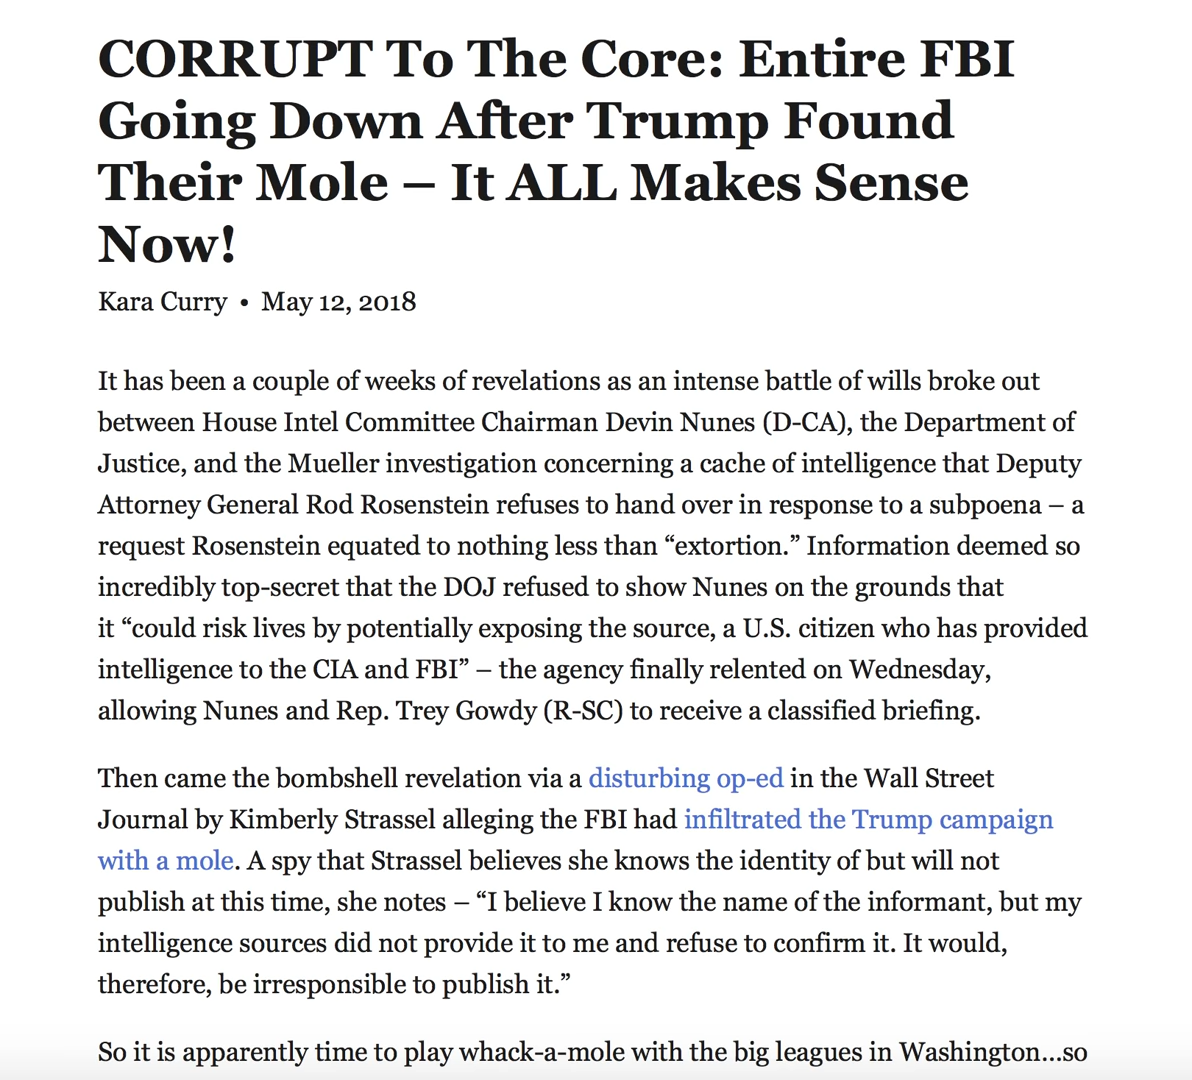 CORRUPT To The Core: Entire FBI
Going Down After Trump Found
Their Mole – It ALL Makes Sense
Now!
Kara Curry • May 12, 2018
It has been a couple of weeks of revelations as an intense battle of wills broke out
between House Intel Committee Chairman Devin Nunes (D-CA), the Department of
Justice, and the Mueller investigation concerning a cache of intelligence that Deputy
Attorney General Rod Rosenstein refuses to hand over in response to a subpoena – a
request Rosenstein equated to nothing less than “extortion.” Information deemed so
incredibly top-secret that the DOJ refused to show Nunes on the grounds that
it “could risk lives by potentially exposing the source, a U.S. citizen who has provided
intelligence to the CIA and FBI” – the agency finally relented on Wednesday,
allowing Nunes and Rep. Trey Gowdy (R-SC) to receive a classified briefing.
Then came the bombshell revelation via a disturbing op-ed in the Wall Street
Journal by Kimberly Strassel alleging the FBI had infiltrated the Trump campaign
with a mole. A spy that Strassel believes she knows the identity of but will not
publish at this time, she notes – “I believe I know the name of the informant, but my
intelligence sources did not provide it to me and refuse to confirm it. It would,
therefore, be irresponsible to publish it.”
So it is apparently time to play whack-a-mole with the big leagues in Washington...so